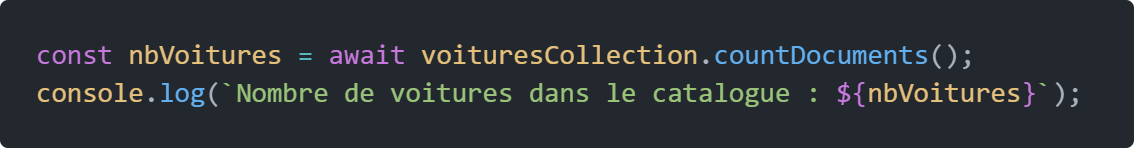 const nbVoitures = await voituresCollection.countDocuments();
console.log(`Nombre de voitures dans le catalogue : ${nbVoitures}`);